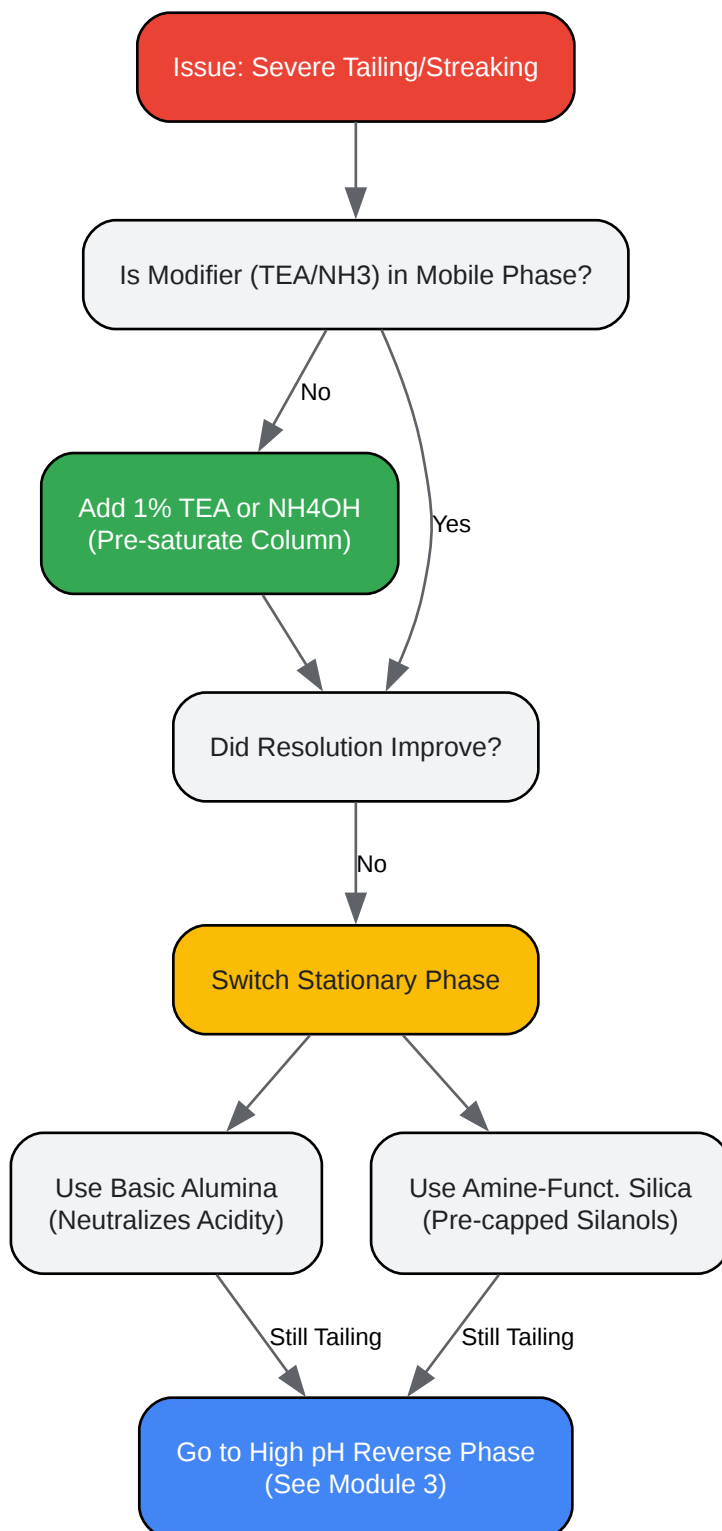 Issue: Severe Tailing/Streaking
Is Modifier (TEA/NH3) in Mobile Phase?
No
Add 1% TEA or NH4OH
(Pre-saturate Column)
Yes
Did Resolution Improve?
No
Switch Stationary Phase
Use Basic Alumina
(Neutralizes Acidity)
Use Amine-Funct. Silica
(Pre-capped Silanols)
Still Tailing
Still Tailing
Go to High pH Reverse Phase
(See Module 3)